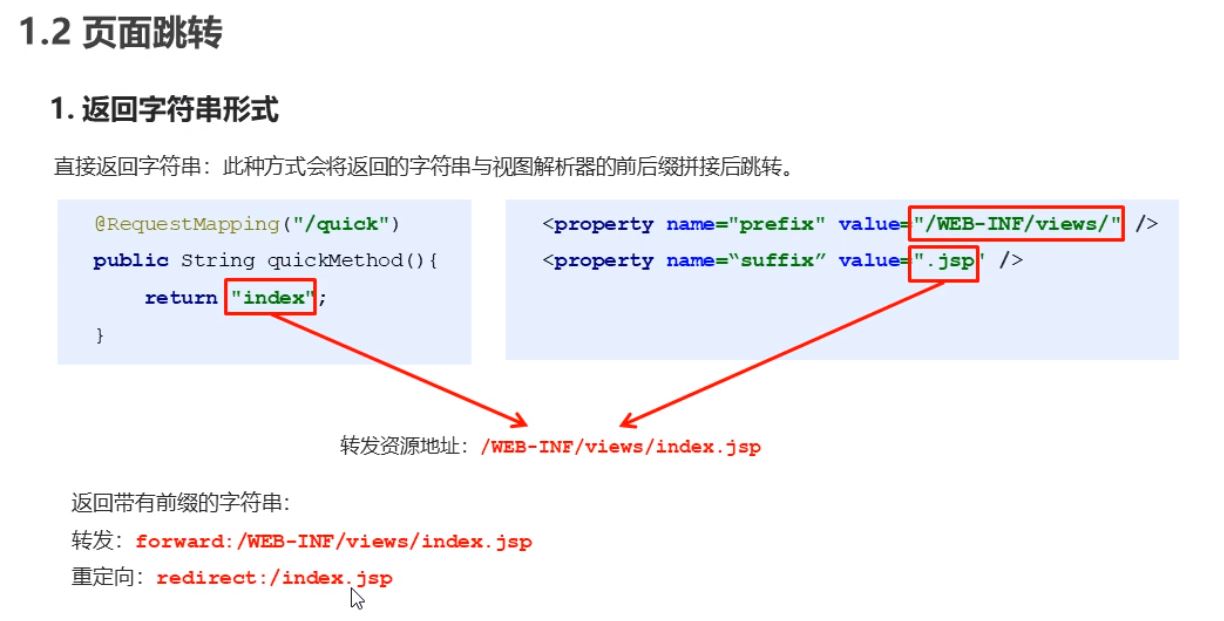 1.2 页面跳转
1. 返回字符串形式
直接返回字符串：此种方式会将返回的字符串与视图解析器的前后缀拼接后跳转。
@RequestMapping("/quick")
public String quickMethod(){
return "index";
}
<property name="prefix" value="/WEB-INF/views/" />
<property name=“suffix” value=".jsp" />
转发资源地址：/WEB-INF/views/index.jsp
返回带有前缀的字符串：
转发：forward:/WEB-INF/views/index.jsp
重定向：redirect:/index.jsp